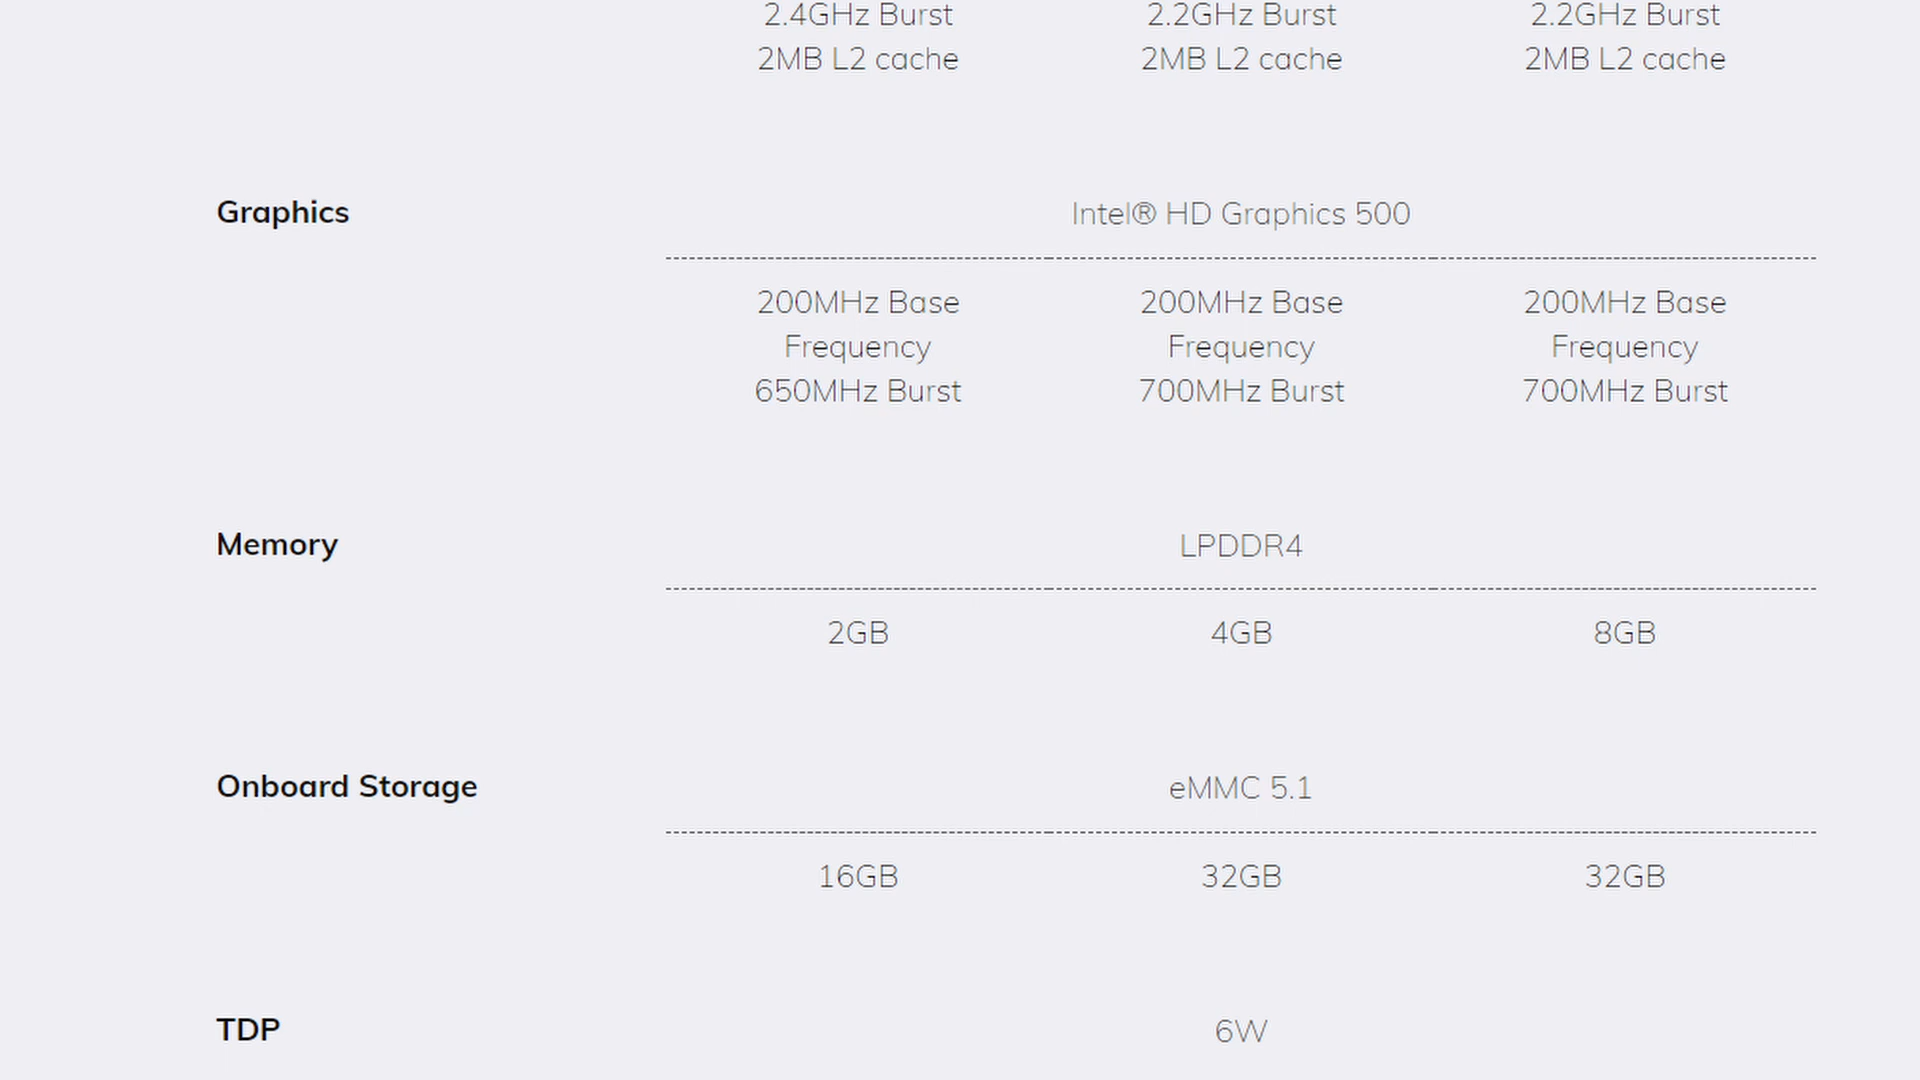 2.4GHz Burst 2.2GHz Burst 2.2GHz Burst
2MB L2 cache 2MB L2 cache 2MB L2 cache
Graphics Intel® HD Graphics 500
200MHz Base 200MHz Base 200MHz Base
Frequency Frequency Frequency
650MHz Burst 700MHz Burst 700MHz Burst
Memory LPDDR4
2GB 4GB 8GB
Onboard Storage eMMC 5.1
16GB 32GB 32GB
TDP 6W